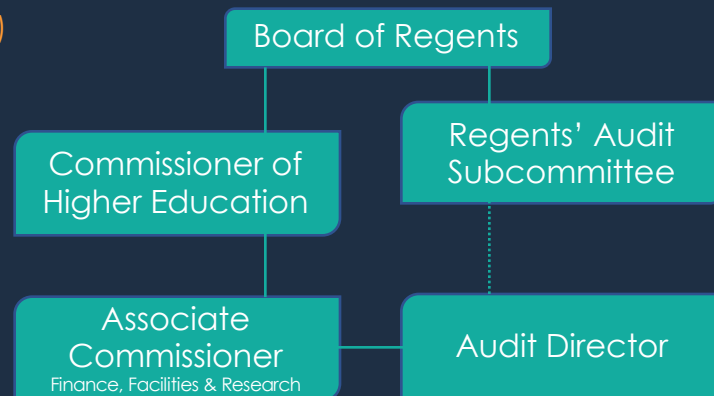 Board of Regents
Commissioner of
Higher Education
Regents’ Audit
Subcommittee
Associate
Commissioner
Finance, Facilities & Research
Audit Director